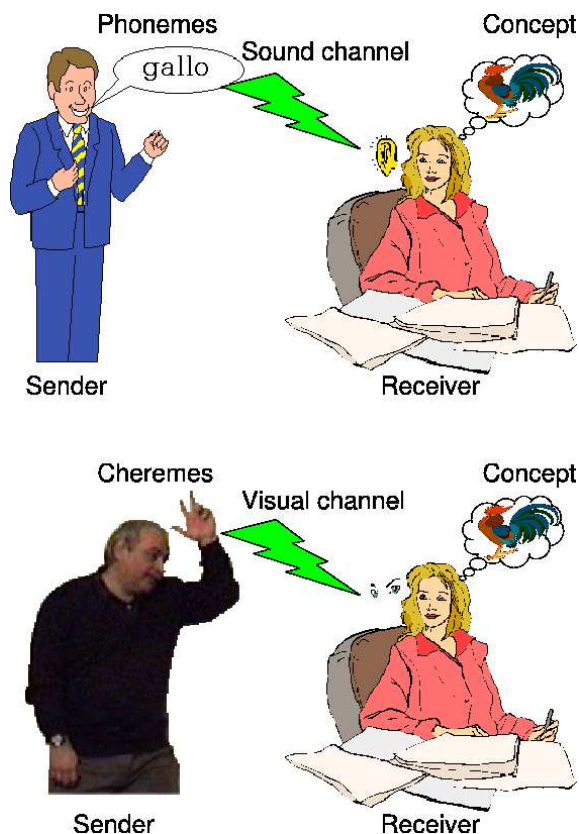 Phonemes
Concept
Sound channel
gallo
Sender
Receiver
Cheremes
Concept
Visual channel
Sender
Receiver